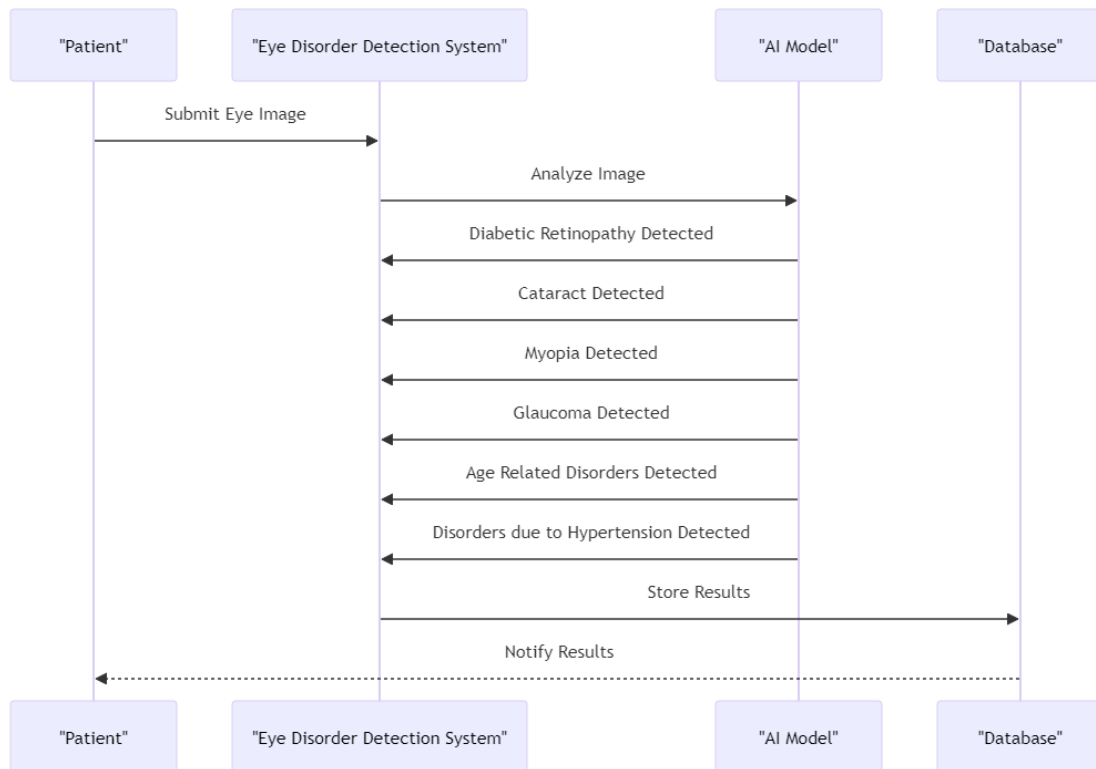 "Patient"
"Eye Disorder Detection System"
"AI Model"
"Database"
Submit Eye Image
Analyze Image
Diabetic Retinopathy Detected
Cataract Detected
Myopia Detected
Glaucoma Detected
Age Related Disorders Detected
Disorders due to Hypertension Detected
Store Results
Notify Results
"Patient"
"Eye Disorder Detection System"
"AI Model"
"Database"